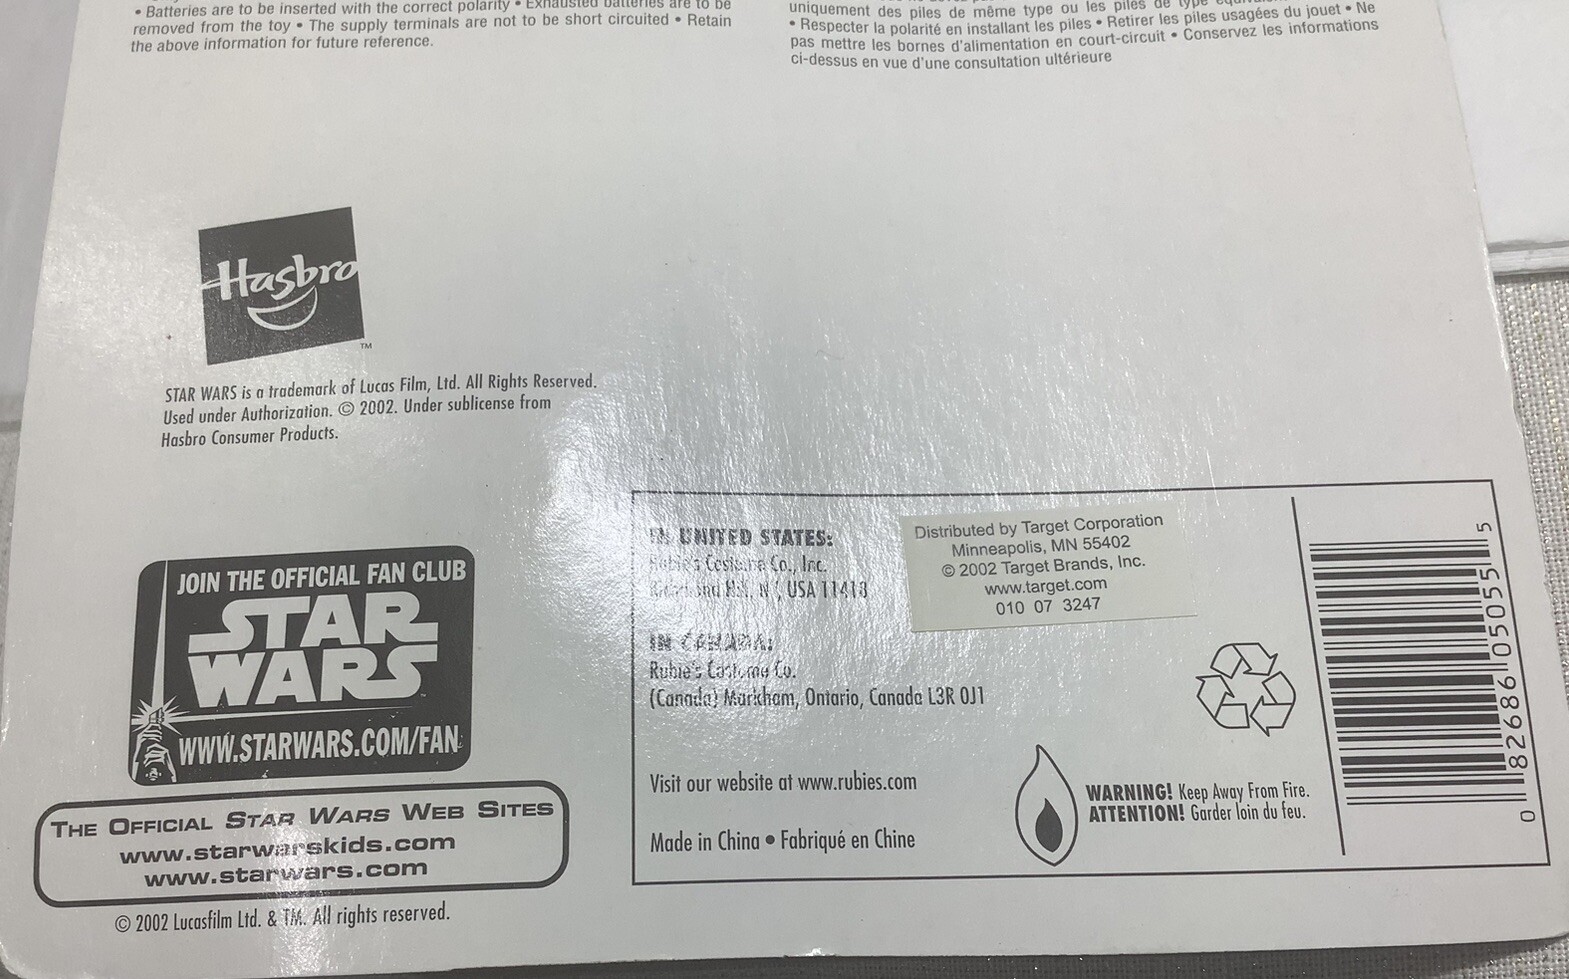 • Batteries are to be inserted with the correct polarity • Exhausted batteries are to be
removed from the toy • The supply terminals are not to be short circuited • Retain
the above information for future reference.
uniquement des piles de même type ou les piles de type
• Respecter la polarité en installant les piles • Retirer les piles usagées du jouet • Ne
pas mettre les bornes d'alimentation en court-circuit • Conservez les informations
ci-dessus en vue d'une consultation ultérieure
Hasbro
TM
STAR WARS is a trademark of Lucas Film, Ltd. All Rights Reserved.
Used under Authorization. © 2002. Under sublicense from
Hasbro Consumer Products.
JOIN THE OFFICIAL FAN CLUB
STAR
WARS
WWW.STARWARS.COM/FAN
THE OFFICIAL STAR WARS WEB SITES
www.starwarskids.com
www.starwars.com
© 2002 Lucasfilm Ltd. & TM. All rights reserved.
IN UNITED STATES:
Rubie's Costume Co., Inc.
Richmond Hill, NY, USA 11418
IN CANADA:
Rubie's Costume Co.
(Canada) Markham, Ontario, Canada L3R 0J1
Visit our website at www.rubies.com
Made in China • Fabriqué en Chine
Distributed by Target Corporation
Minneapolis, MN 55402
© 2002 Target Brands, Inc.
www.target.com
010 07 3247
WARNING! Keep Away From Fire.
ATTENTION! Garder loin du feu.
0 82686 05055 5